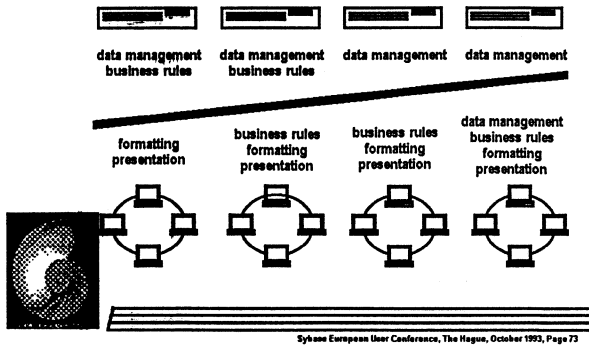 data management
business rules
data management
business rules
data management
data management
formatting
presentation
business rules
formatting
presentation
business rules
formatting
presentation
data management
business rules
formatting
presentation
Sybase European User Conference, The Hague, October 1993, Page 73